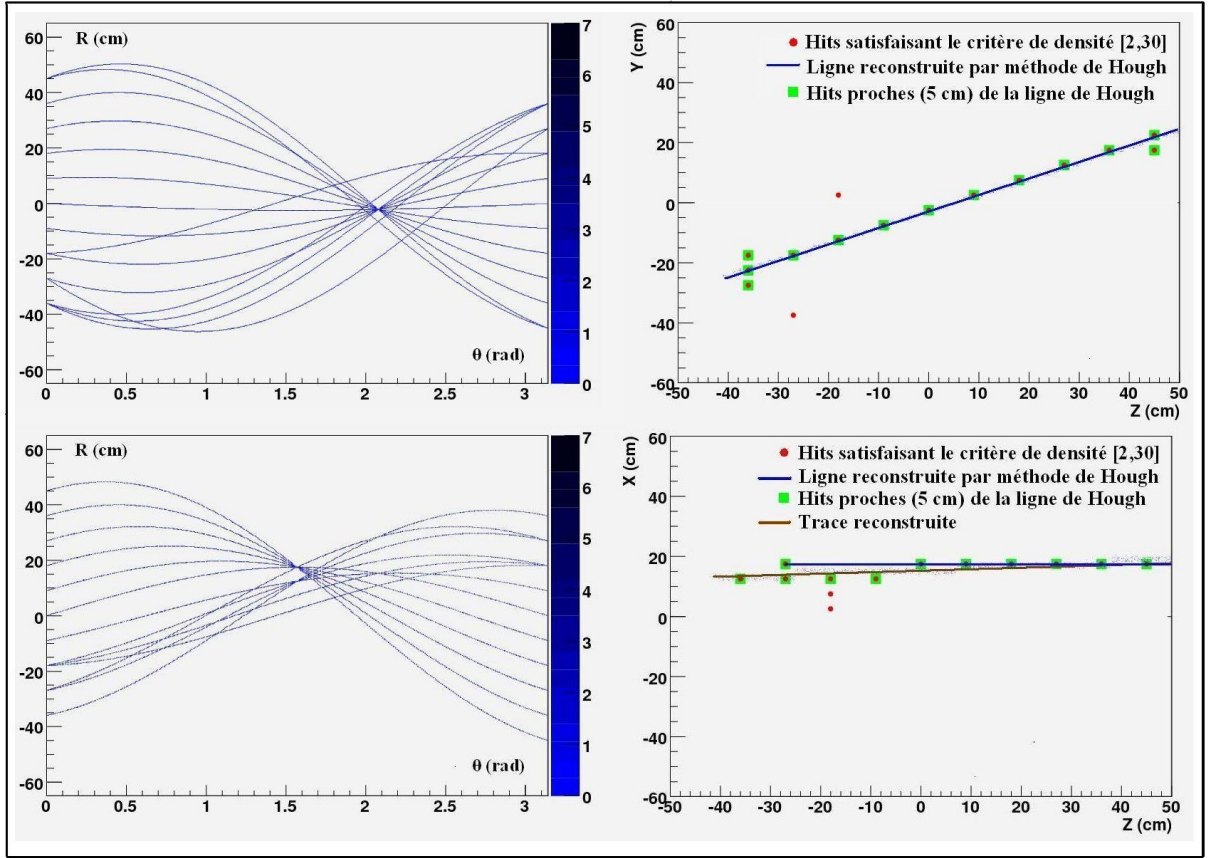 R (cm)
60
40
20
0
-20
-40
-60
0 0.5 1 1.5 2 2.5 3
θ (rad)
7
6
5
4
3
2
1
0
Y (cm)
60
40
20
0
-20
-40
-60
Hits satisfaisant le critère de densité [2,30]
Ligne reconstruite par méthode de Hough
Hits proches (5 cm) de la ligne de Hough
-50 -40 -30 -20 -10 0 10 20 30 40 50
Z (cm)
R (cm)
60
40
20
0
-20
-40
-60
θ (rad)
0 0.5 1 1.5 2 2.5 3
7
6
5
4
3
2
1
0
X (cm)
60
40
20
0
-20
-40
-60
Hits satisfaisant le critère de densité [2,30]
Ligne reconstruite par méthode de Hough
Hits proches (5 cm) de la ligne de Hough
Trace reconstruite
-50 -40 -30 -20 -10 0 10 20 30 40 50
Z (cm)